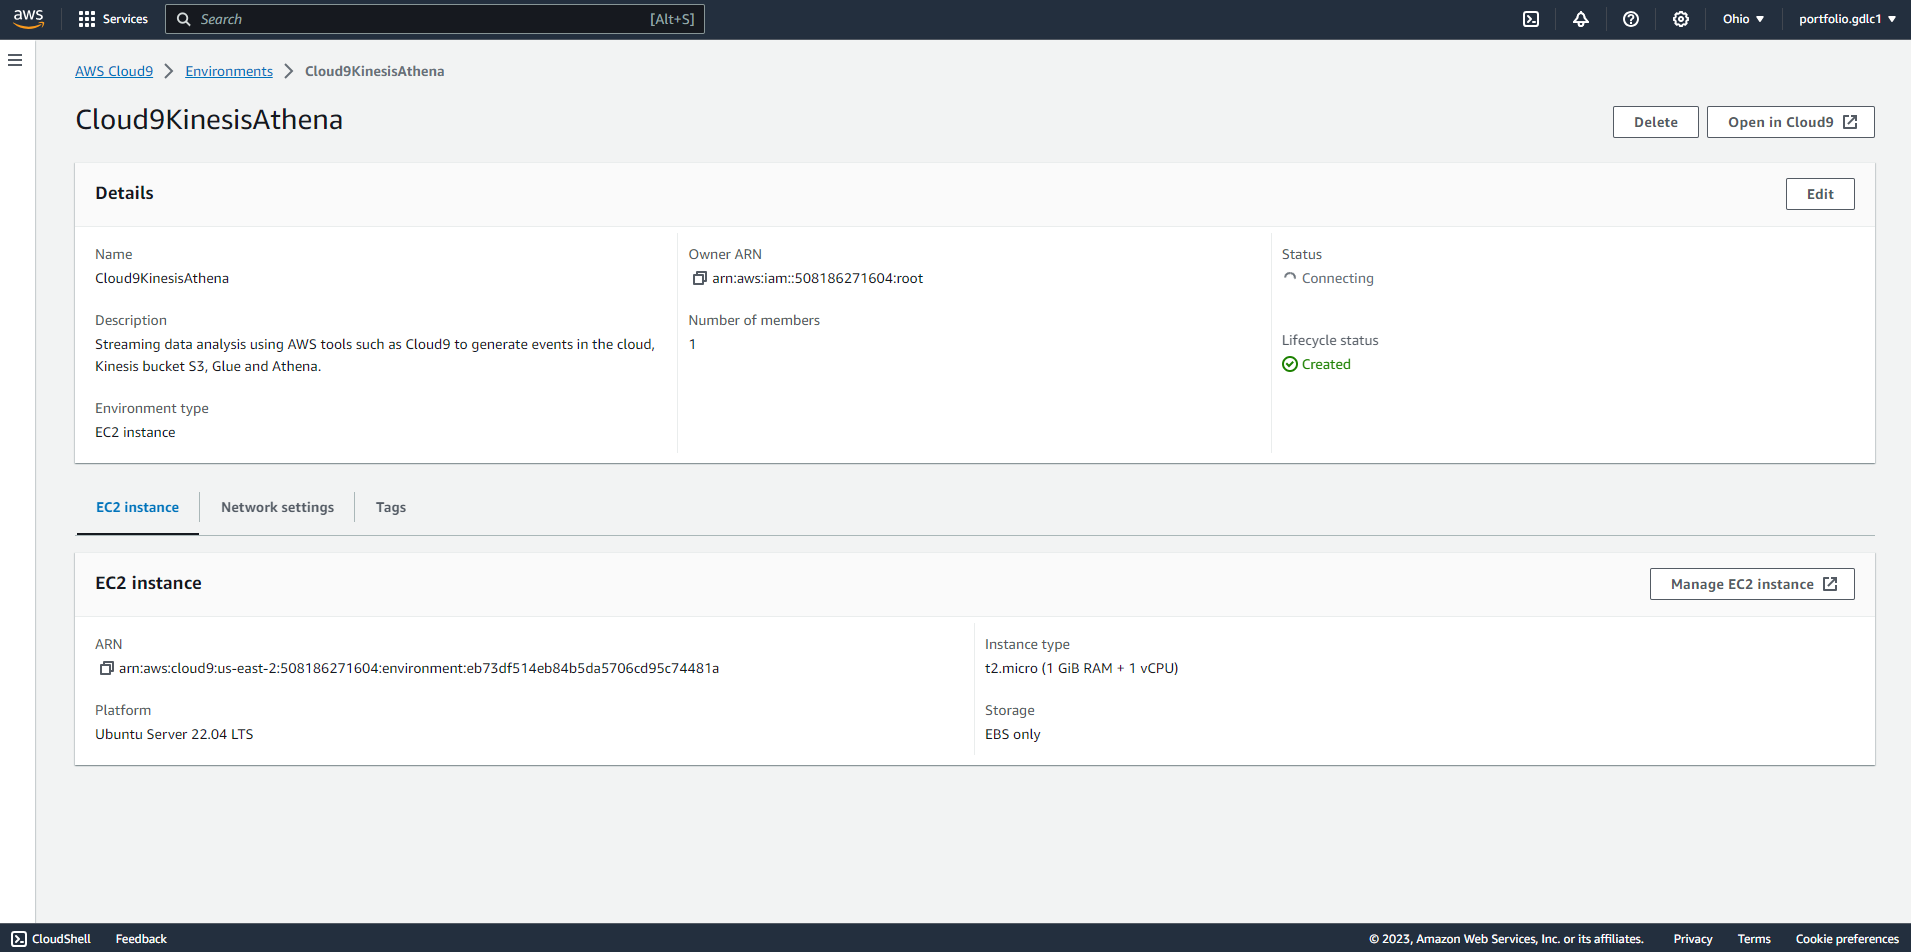 aws
Services
Search
[Alt+S]
Ohio
portfolio.gdlc1
AWS Cloud9
Environments
Cloud9KinesisAthena
Cloud9KinesisAthena
Delete
Open in Cloud9
Details
Edit
Name
Cloud9KinesisAthena
Description
Streaming data analysis using AWS tools such as Cloud9 to generate events in the cloud,
Kinesis bucket S3, Glue and Athena.
Environment type
EC2 instance
Owner ARN
arn:aws:iam::508186271604:root
Number of members
1
Status
Connecting
Lifecycle status
Created
EC2 instance
Network settings
Tags
EC2 instance
Manage EC2 instance
ARN
arn:aws:cloud9:us-east-2:508186271604:environment:eb73df514eb84b5da5706cd95c74481a
Platform
Ubuntu Server 22.04 LTS
Instance type
t2.micro (1 GiB RAM + 1 vCPU)
Storage
EBS only
CloudShell
Feedback
© 2023, Amazon Web Services, Inc. or its affiliates.
Privacy
Terms
Cookie preferences